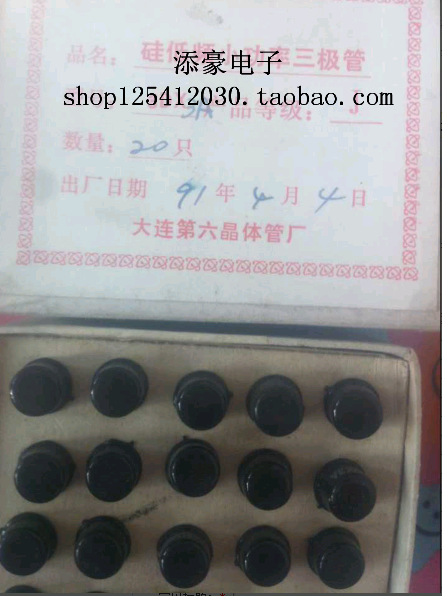 品名：硅低频小功率三极管
添豪电子
shop125412030.taobao.com
品等级：J
数量：20只
出厂日期 91年4月4日
大连第六晶体管厂